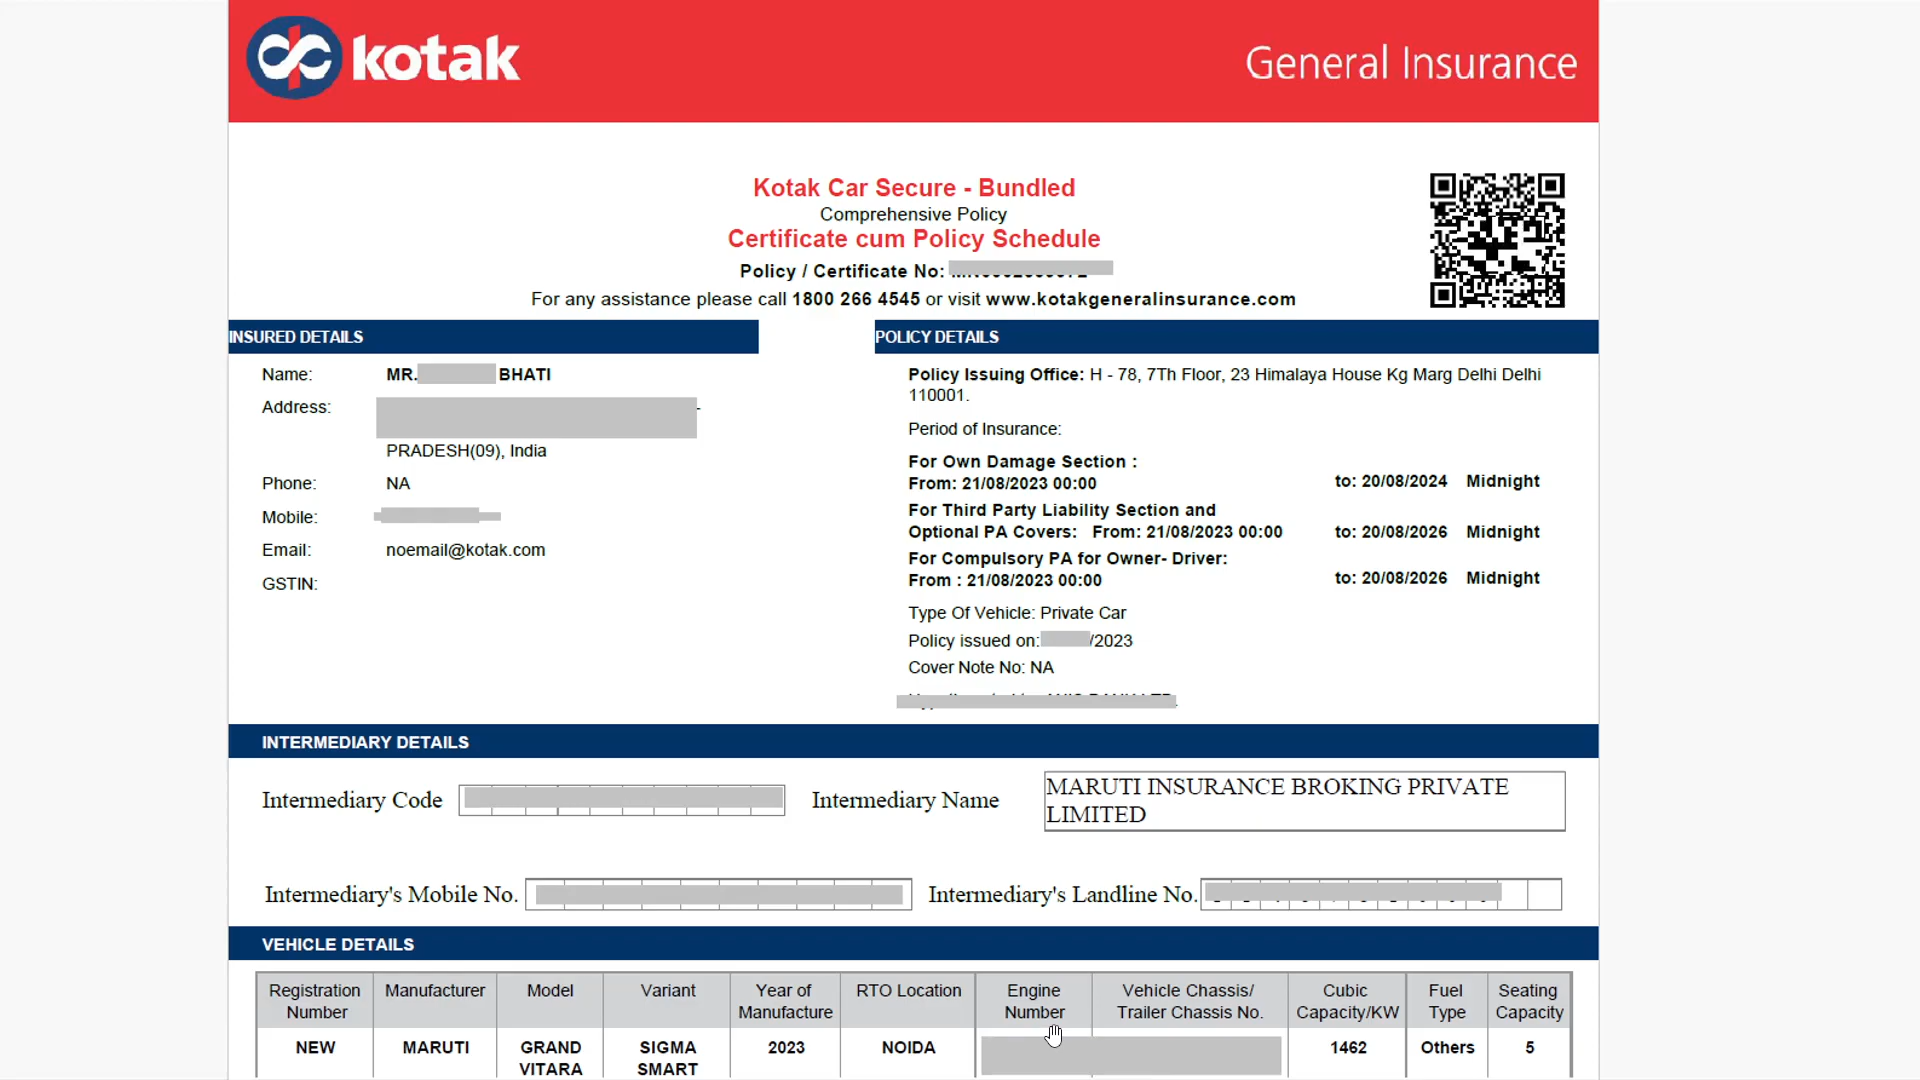 kotak
General Insurance
Kotak Car Secure - Bundled
Comprehensive Policy
Certificate cum Policy Schedule
Policy / Certificate No:
For any assistance please call 1800 266 4545 or visit www.kotakgeneralinsurance.com
INSURED DETAILS
Name: MR. BHATI
Address:
PRADESH(09), India
Phone: NA
Mobile:
Email: noemail@kotak.com
GSTIN:
POLICY DETAILS
Policy Issuing Office: H - 78, 7Th Floor, 23 Himalaya House Kg Marg Delhi Delhi
110001.
Period of Insurance:
For Own Damage Section :
From: 21/08/2023 00:00 to: 20/08/2024 Midnight
For Third Party Liability Section and
Optional PA Covers: From: 21/08/2023 00:00 to: 20/08/2026 Midnight
For Compulsory PA for Owner- Driver:
From : 21/08/2023 00:00 to: 20/08/2026 Midnight
Type Of Vehicle: Private Car
Policy issued on: /2023
Cover Note No: NA
INTERMEDIARY DETAILS
Intermediary Code
Intermediary Name
MARUTI INSURANCE BROKING PRIVATE
LIMITED
Intermediary's Mobile No.
Intermediary's Landline No.
VEHICLE DETAILS
Registration Number
Manufacturer
Model
Variant
Year of Manufacture
RTO Location
Engine Number
Vehicle Chassis/ Trailer Chassis No.
Cubic Capacity/KW
Fuel Type
Seating Capacity
NEW
MARUTI
GRAND VITARA
SIGMA SMART
2023
NOIDA
1462
Others
5